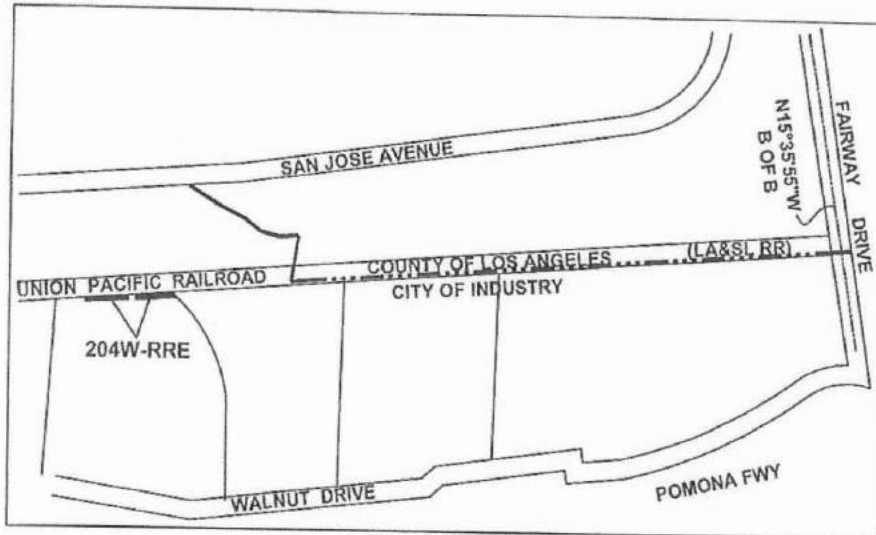 SAN JOSE AVENUE
N15°35'55"W
B OF B
FAIRWAY DRIVE
UNION PACIFIC RAILROAD
COUNTY OF LOS ANGELES
(LA&SL RR)
CITY OF INDUSTRY
204W-RRE
WALNUT DRIVE
POMONA FWY